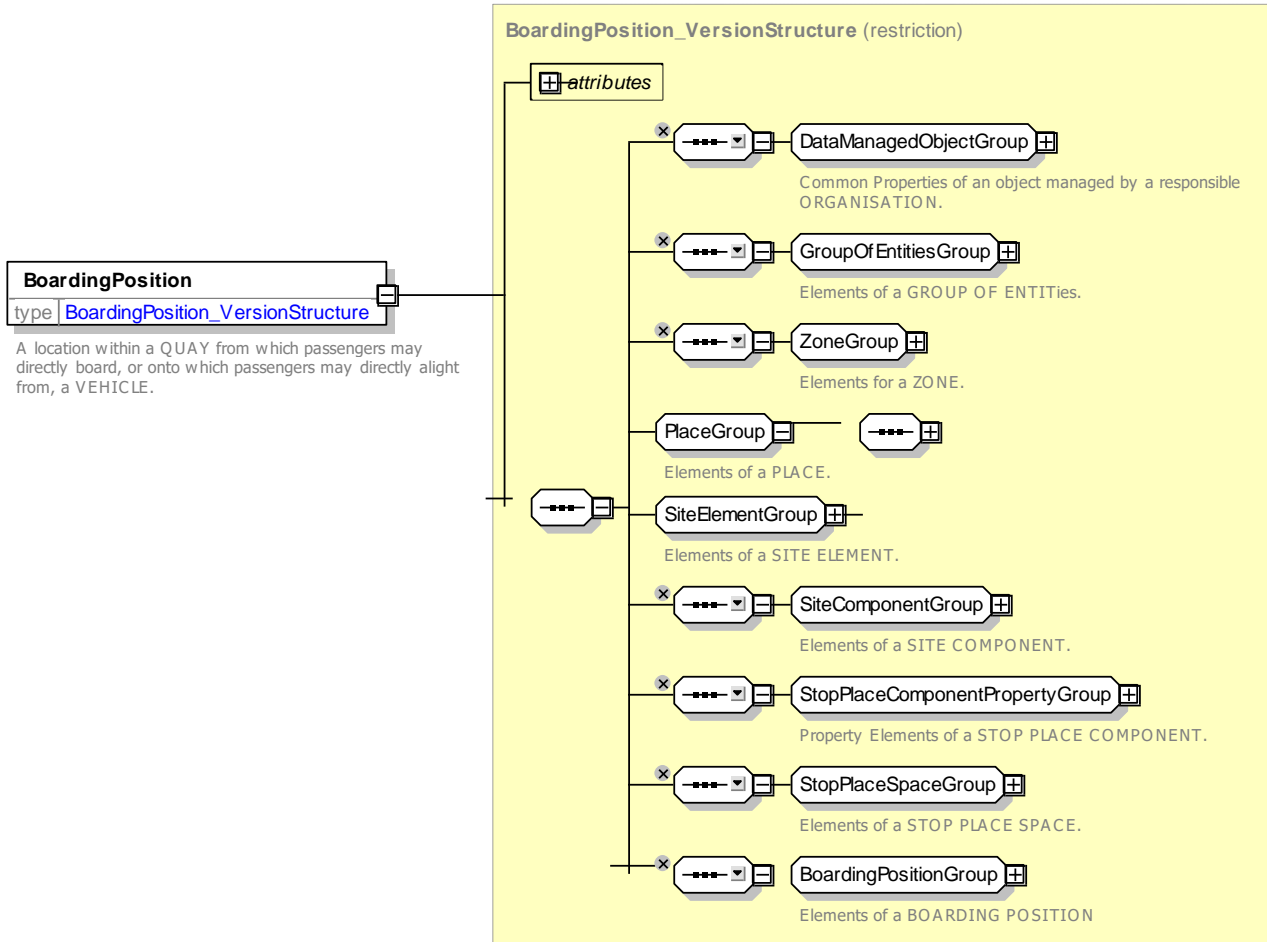 BoardingPosition_VersionStructure (restriction)
attributes
DataManagedObjectGroup
Common Properties of an object managed by a responsible
ORGANISATION.
GroupOfEntitiesGroup
Elements of a GROUP OF ENTITies.
BoardingPosition
type BoardingPosition_VersionStructure
A location within a QUAY from which passengers may
directly board, or onto which passengers may directly alight
from, a VEHICLE.
ZoneGroup
Elements for a ZONE.
PlaceGroup
Elements of a PLACE.
SiteElementGroup
Elements of a SITE ELEMENT.
SiteComponentGroup
Elements of a SITE COMPONENT.
StopPlaceComponentPropertyGroup
Property Elements of a STOP PLACE COMPONENT.
StopPlaceSpaceGroup
Elements of a STOP PLACE SPACE.
BoardingPositionGroup
Elements of a BOARDING POSITION